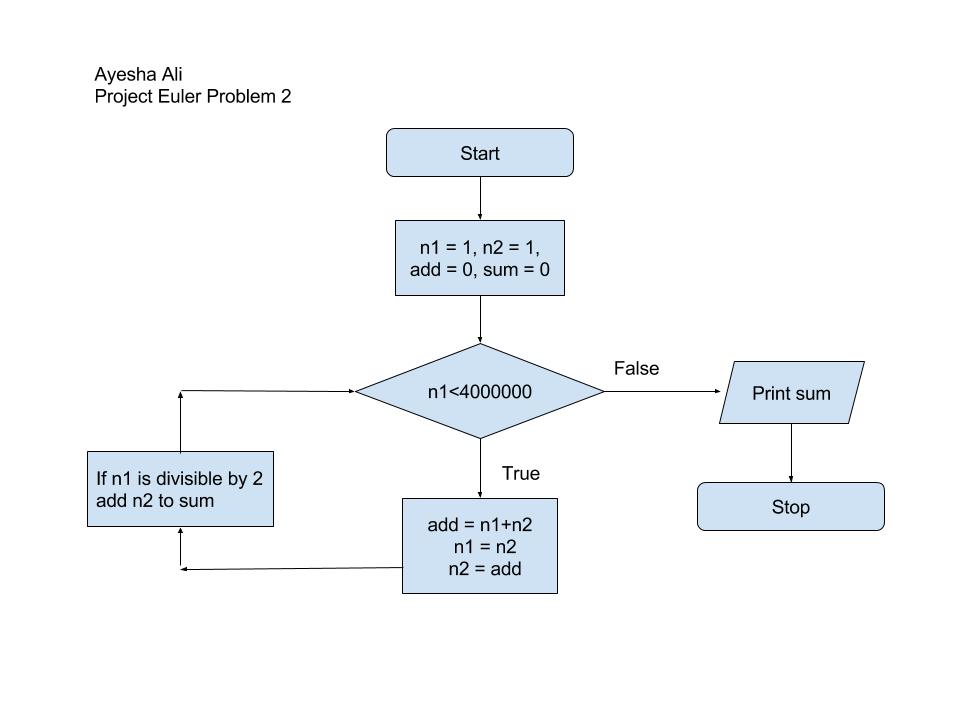 Ayesha Ali
Project Euler Problem 2
Start
n1 = 1, n2 = 1,
add = 0, sum = 0
n1<4000000
False
Print sum
True
If n1 is divisible by 2
add n2 to sum
add = n1+n2
n1 = n2
n2 = add
Stop